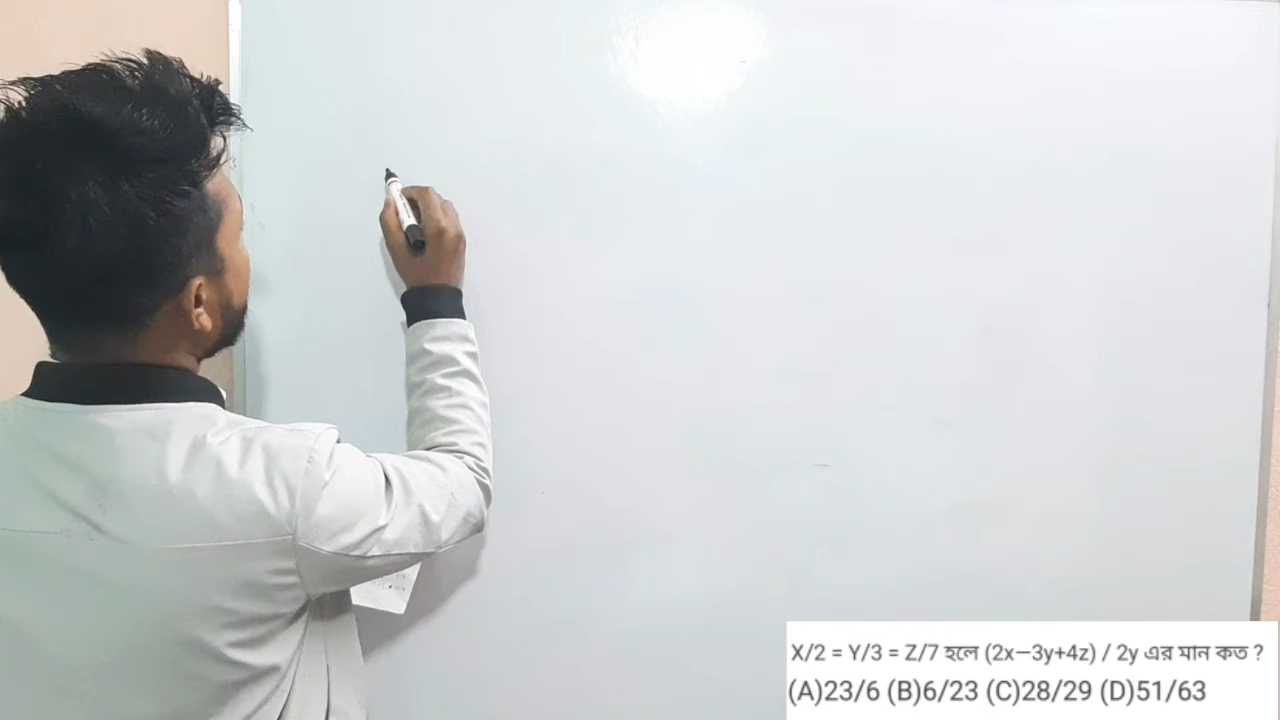 X/2 = Y/3 = Z/7 হলে (2x—3y+4z) / 2y এর মান কত ?
(A)23/6 (B)6/23 (C)28/29 (D)51/63